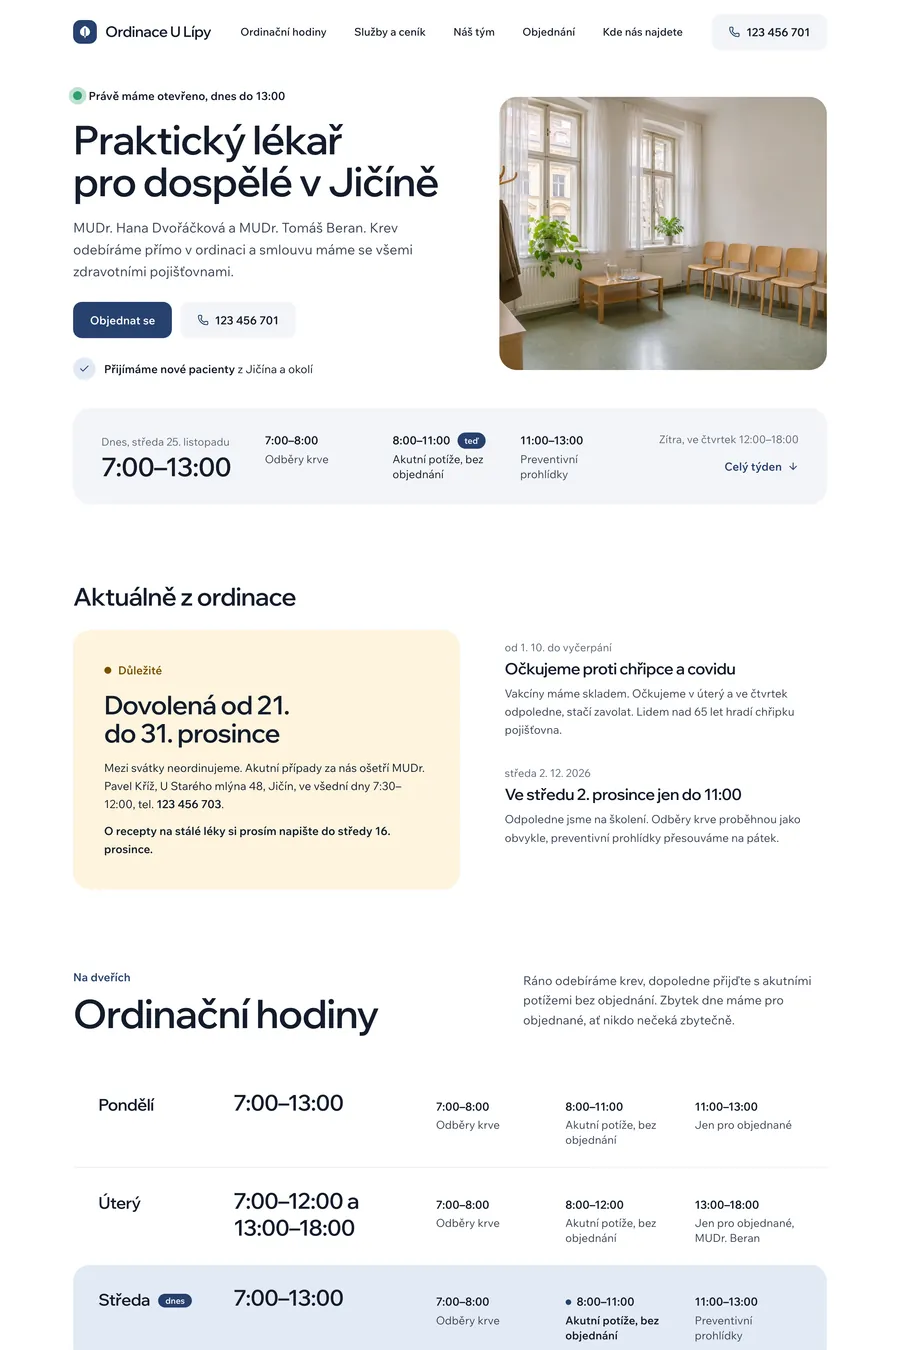 Ordinace U Lípy
Ordinační hodiny
Služby a ceník
Náš tým
Objednání
Kde nás najdete
123 456 701
Právě máme otevřeno, dnes do 13:00
Praktický lékař
pro dospělé v Jičíně
MUDr. Hana Dvořáčková a MUDr. Tomáš Beran. Krev
odebíráme přímo v ordinaci a smlouvu máme se všemi
zdravotními pojišťovnami.
Objednat se
123 456 701
Přijímáme nové pacienty z Jičína a okolí
Dnes, středa 25. listopadu
7:00–13:00
7:00–8:00
Odběry krve
8:00–11:00 teď
Akutní potíže, bez
objednání
11:00–13:00
Preventivní
prohlídky
Zítra, ve čtvrtek 12:00–18:00
Celý týden ↓
Aktuálně z ordinace
Důležité
Dovolená od 21.
do 31. prosince
Mezi svátky neordinujeme. Akutní případy za nás ošetří MUDr.
Pavel Kříž, U Starého mlýna 48, Jičín, ve všední dny 7:30–
12:00, tel. 123 456 703.
O recepty na stálé léky si prosím napište do středy 16.
prosince.
od 1. 10. do vyčerpání
Očkujeme proti chřipce a covidu
Vakcíny máme skladem. Očkujeme v úterý a ve čtvrtek
odpoledne, stačí zavolat. Lidem nad 65 let hradí chřipku
pojišťovna.
středa 2. 12. 2026
Ve středu 2. prosince jen do 11:00
Odpoledne jsme na školení. Odběry krve proběhnou jako
obvykle, preventivní prohlídky přesouváme na pátek.
Na dveřích
Ordinační hodiny
Ráno odebíráme krev, dopoledne přijďte s akutními
potížemi bez objednání. Zbytek dne máme pro
objednané, ať nikdo nečeká zbytečně.
Pondělí
7:00–13:00
7:00–8:00
Odběry krve
8:00–11:00
Akutní potíže, bez
objednání
11:00–13:00
Jen pro objednané
Úterý
7:00–12:00 a
13:00–18:00
7:00–8:00
Odběry krve
8:00–12:00
Akutní potíže, bez
objednání
13:00–18:00
Jen pro objednané,
MUDr. Beran
Středa dnes
7:00–13:00
7:00–8:00
Odběry krve
8:00–11:00
Akutní potíže, bez
objednání
11:00–13:00
Preventivní
prohlídky